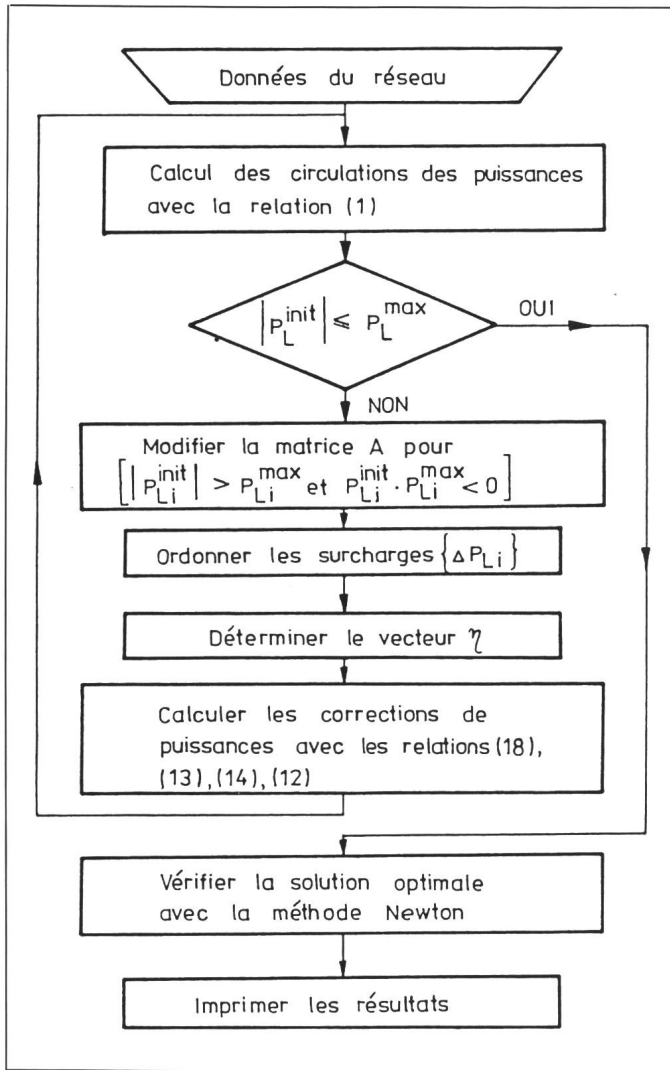 Données du réseau
Calcul des circulations des puissances
avec la relation (1)
|P_L^init| ⩽ P_L^max
OUI
NON
Modifier la matrice A pour
[|P_Li^init| > P_Li^max et P_Li^init · P_Li^max < 0]
Ordonner les surcharges {ΔP_Li}
Déterminer le vecteur η
Calculer les corrections de
puissances avec les relations (18),
(13), (14), (12)
Vérifier la solution optimale
avec la méthode Newton
Imprimer les résultats